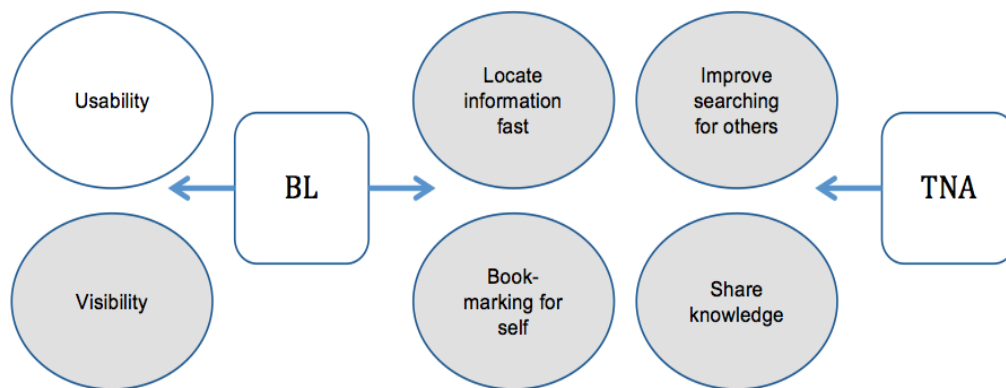 Usability
Visibility
BL
Locate
information
fast
Book-
marking for
self
Improve
searching
for others
Share
knowledge
TNA